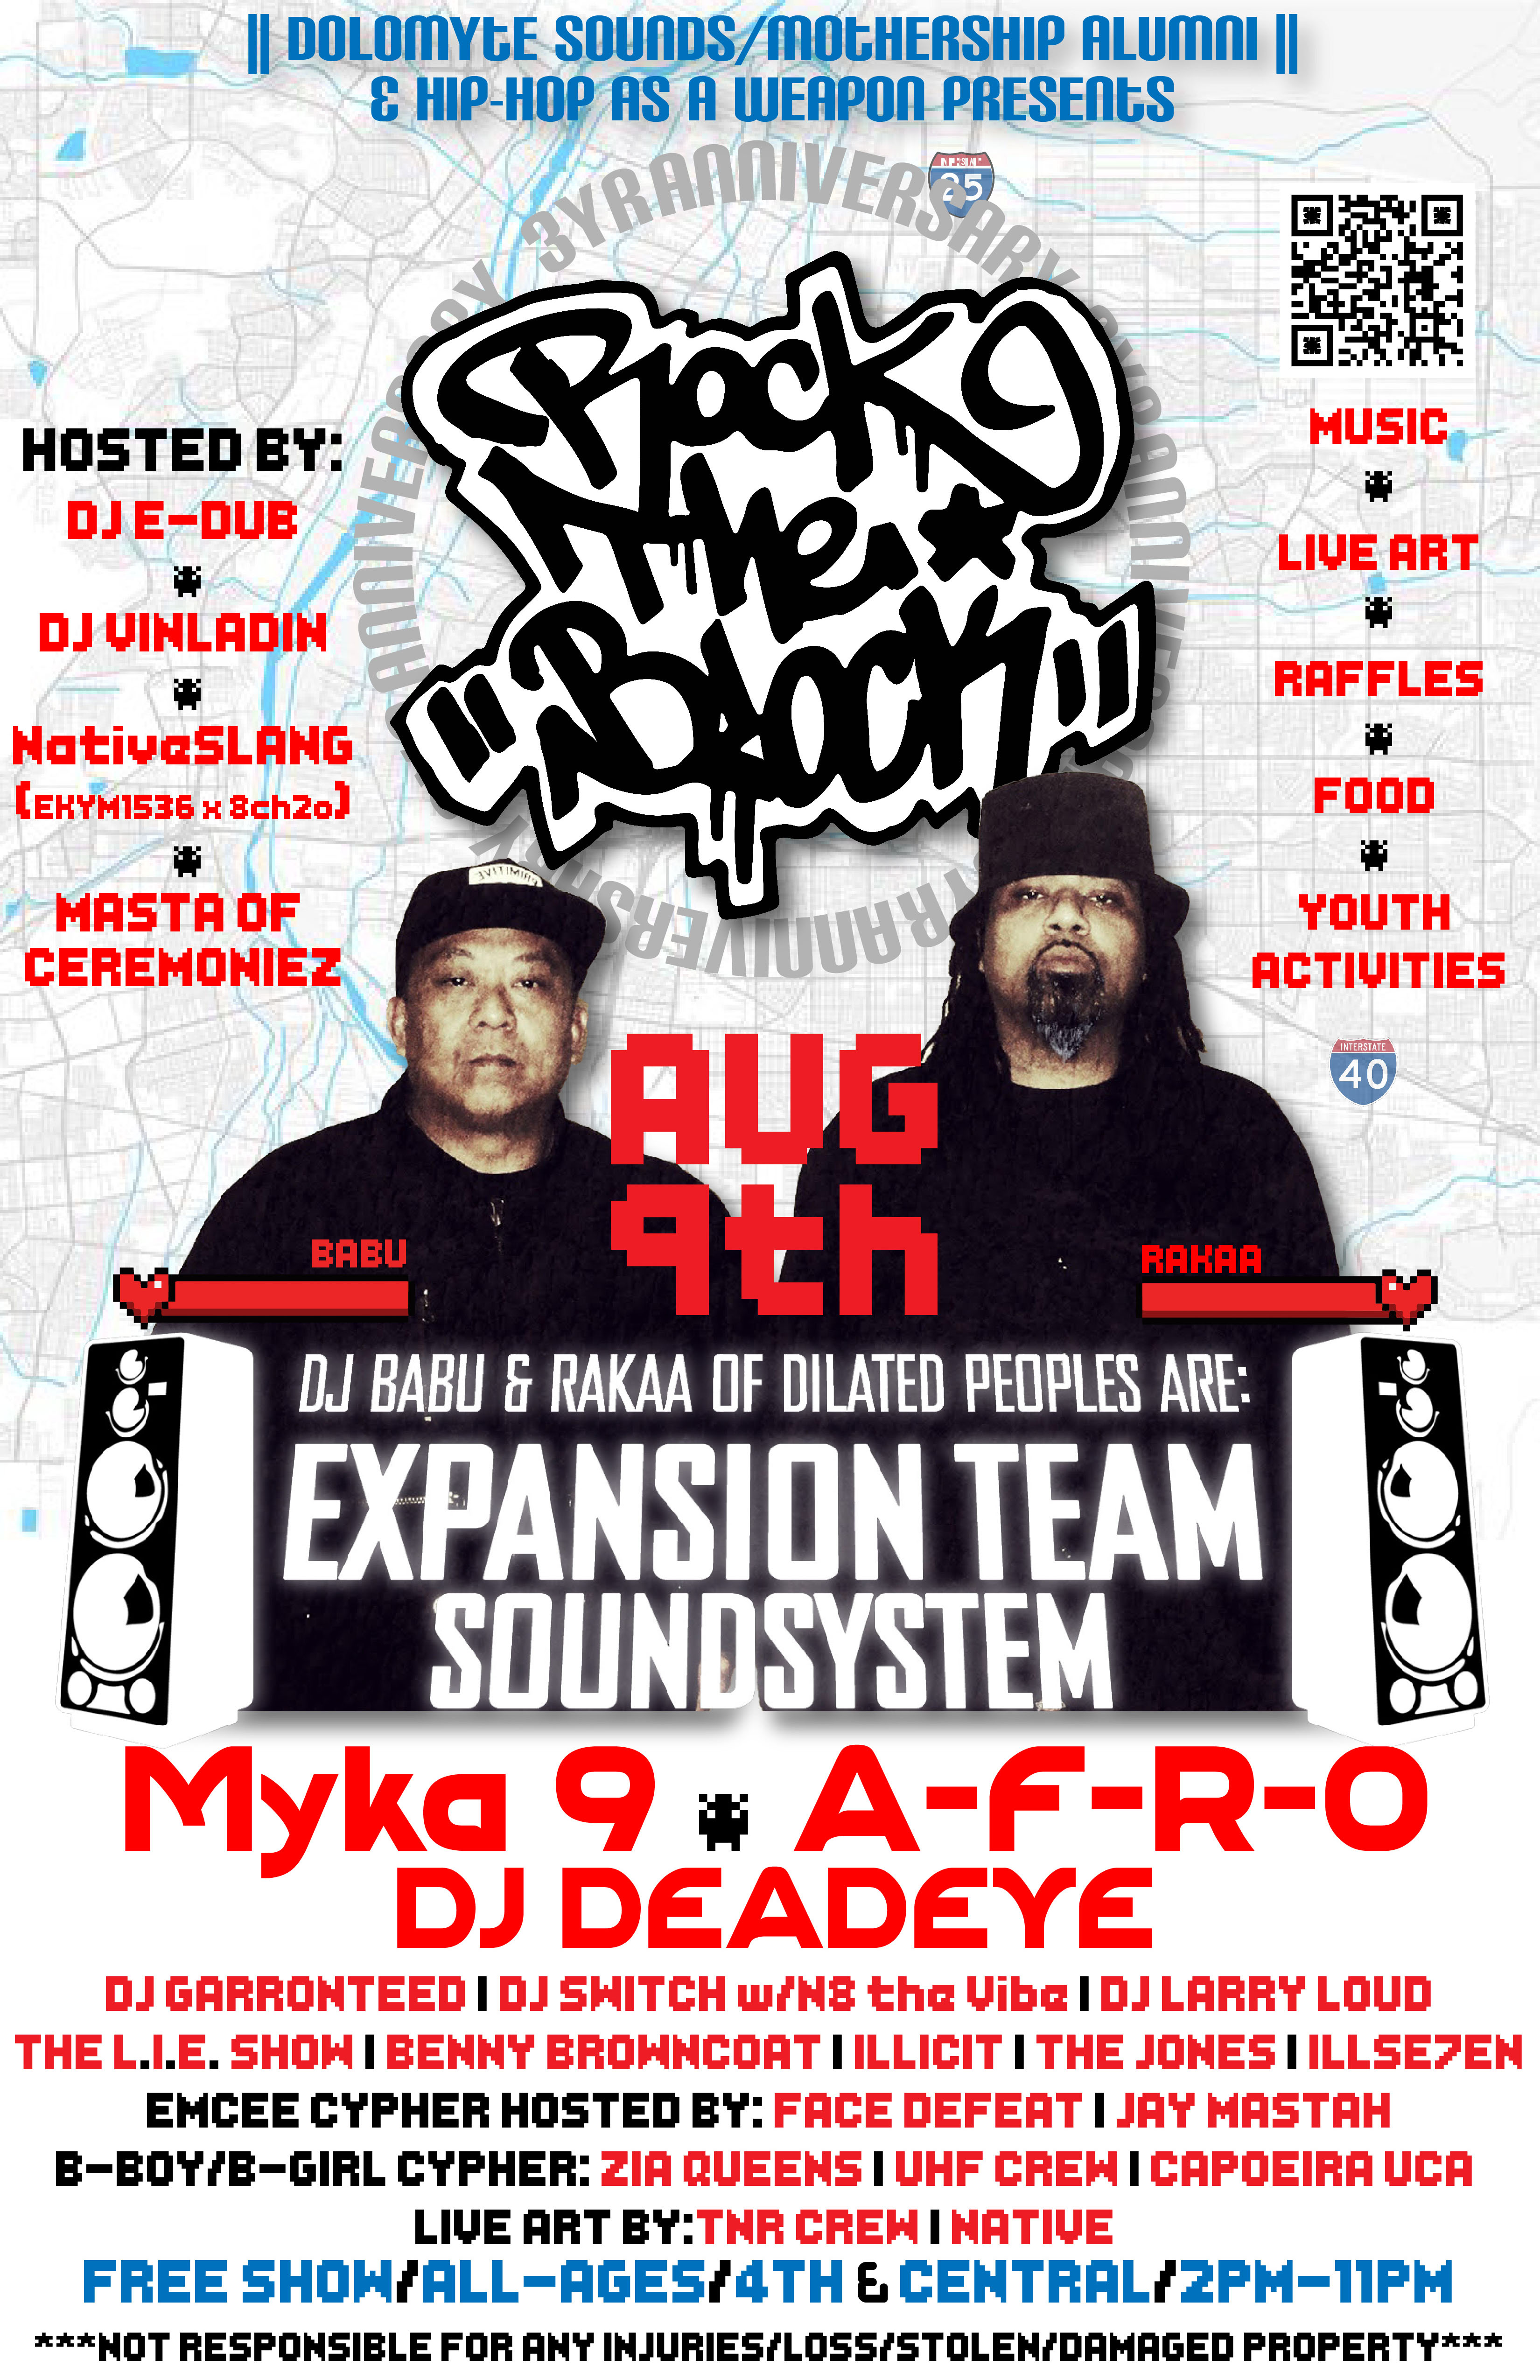 || DOLOMYtE SOUNDS/MOtHERSHIP ALUMNI ||
& HIP-HOP AS A WEAPON PRESENtS
3YRANNIVERSARY
INTERSTATE
25
Rock
The
"Block"
HOSTED BY:
DJ E-DUB
DJ VINLADIN
NativeSLANG
(EKYM1536 x 8ch2o)
MASTA OF
CEREMONIEZ
MUSIC
LIVE ART
RAFFLES
FOOD
YOUTH
ACTIVITIES
INTERSTATE
40
PRIMITIVE
AUG
9th
BABU
RAKAA
DJ BABU & RAKAA OF DILATED PEOPLES ARE:
EXPANSION TEAM
SOUNDSYSTEM
Myka 9 A-F-R-O
DJ DEADEYE
DJ GARRONTEED | DJ SWITCH w/N8 the Vibe | DJ LARRY LOUD
THE L.I.E. SHOW | BENNY BROWNCOAT | ILLICIT | THE JONES | ILLSE7EN
EMCEE CYPHER HOSTED BY: FACE DEFEAT | JAY MASTAH
B-BOY/B-GIRL CYPHER: ZIA QUEENS | UHF CREW | CAPOEIRA UCA
LIVE ART BY:TNR CREW | NATIVE
FREE SHOW/ALL-AGES/4TH & CENTRAL/2PM-11PM
***NOT RESPONSIBLE FOR ANY INJURIES/LOSS/STOLEN/DAMAGED PROPERTY***